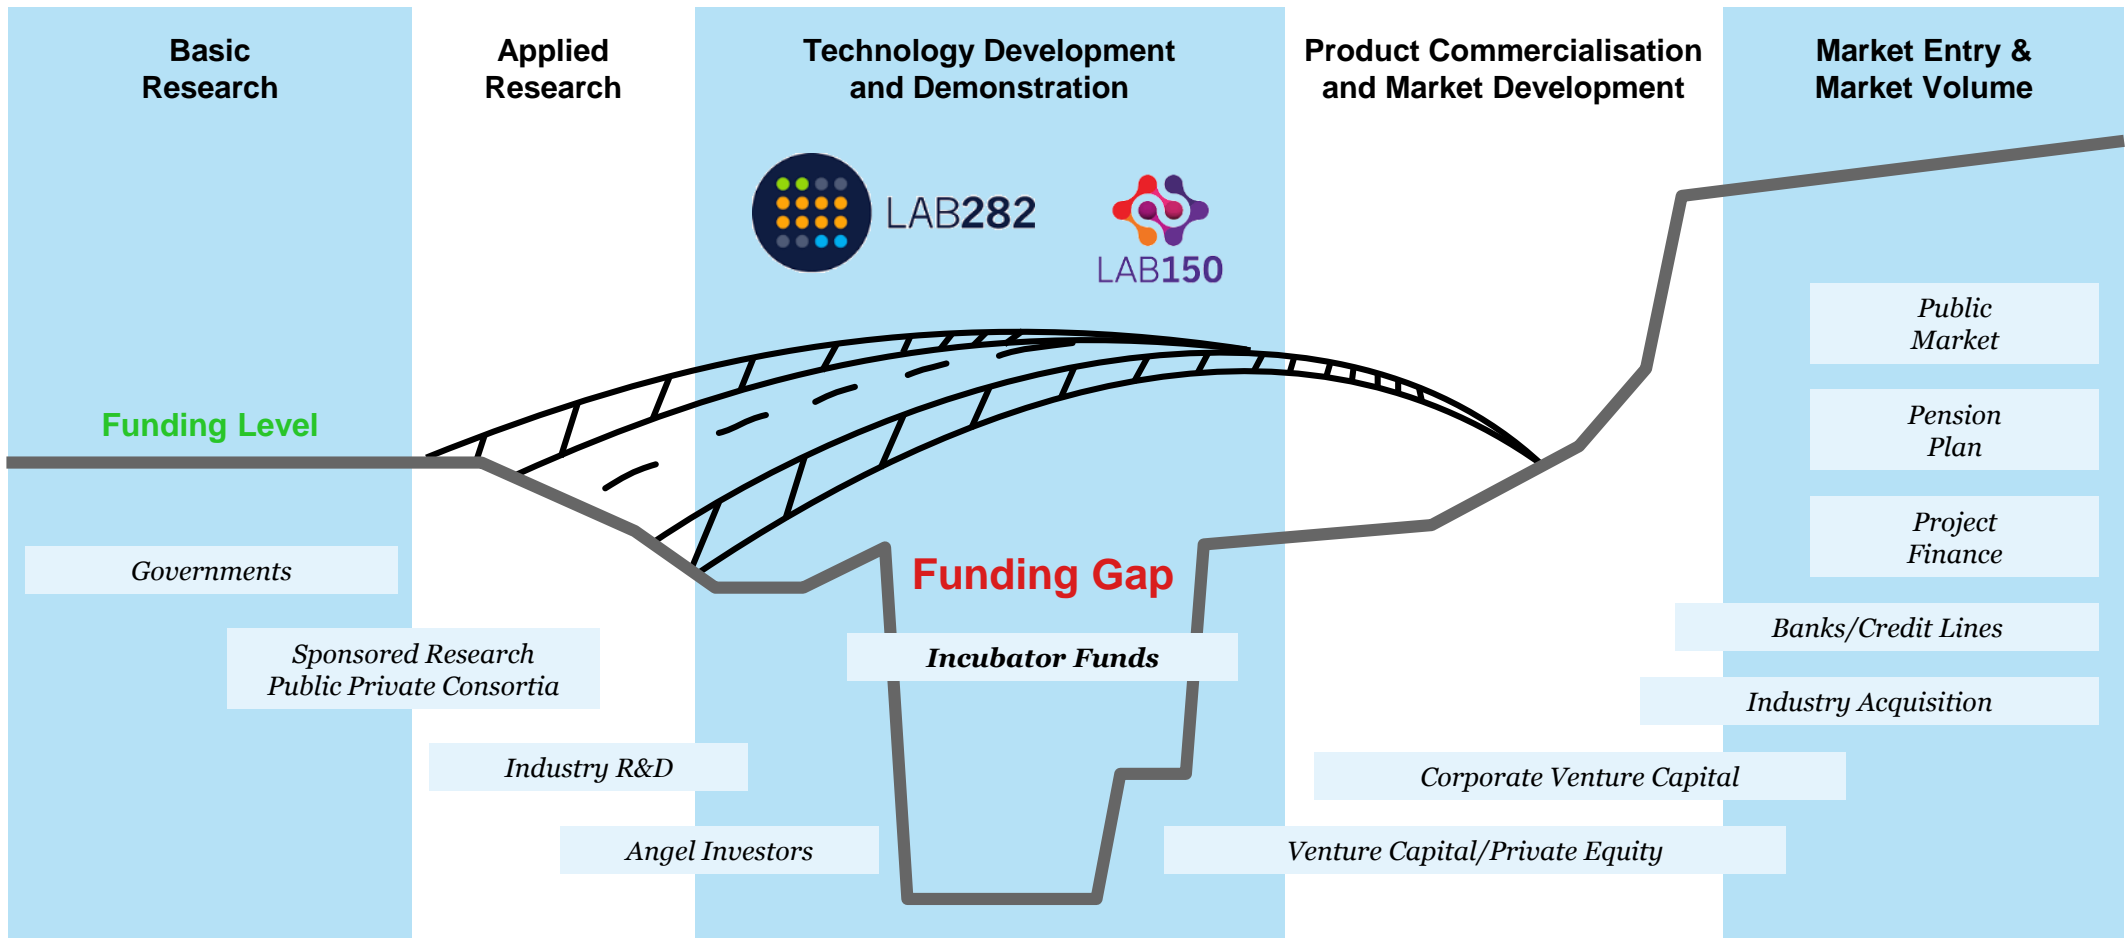 Basic
Research
Applied
Research
Technology Development
and Demonstration
Product Commercialisation
and Market Development
Market Entry &
Market Volume
LAB282
LAB150
Funding Level
Funding Gap
Governments
Sponsored Research
Public Private Consortia
Industry R&D
Angel Investors
Incubator Funds
Venture Capital/Private Equity
Corporate Venture Capital
Public
Market
Pension
Plan
Project
Finance
Banks/Credit Lines
Industry Acquisition